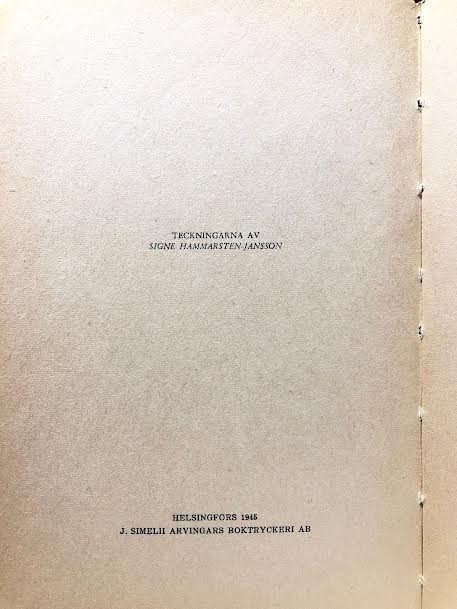 TECKNINGARNA AV
SIGNE HAMMARSTEN-JANSSON
HELSINGFORS 1945
J. SIMELII ARVINGARS BOKTRYCKERI AB